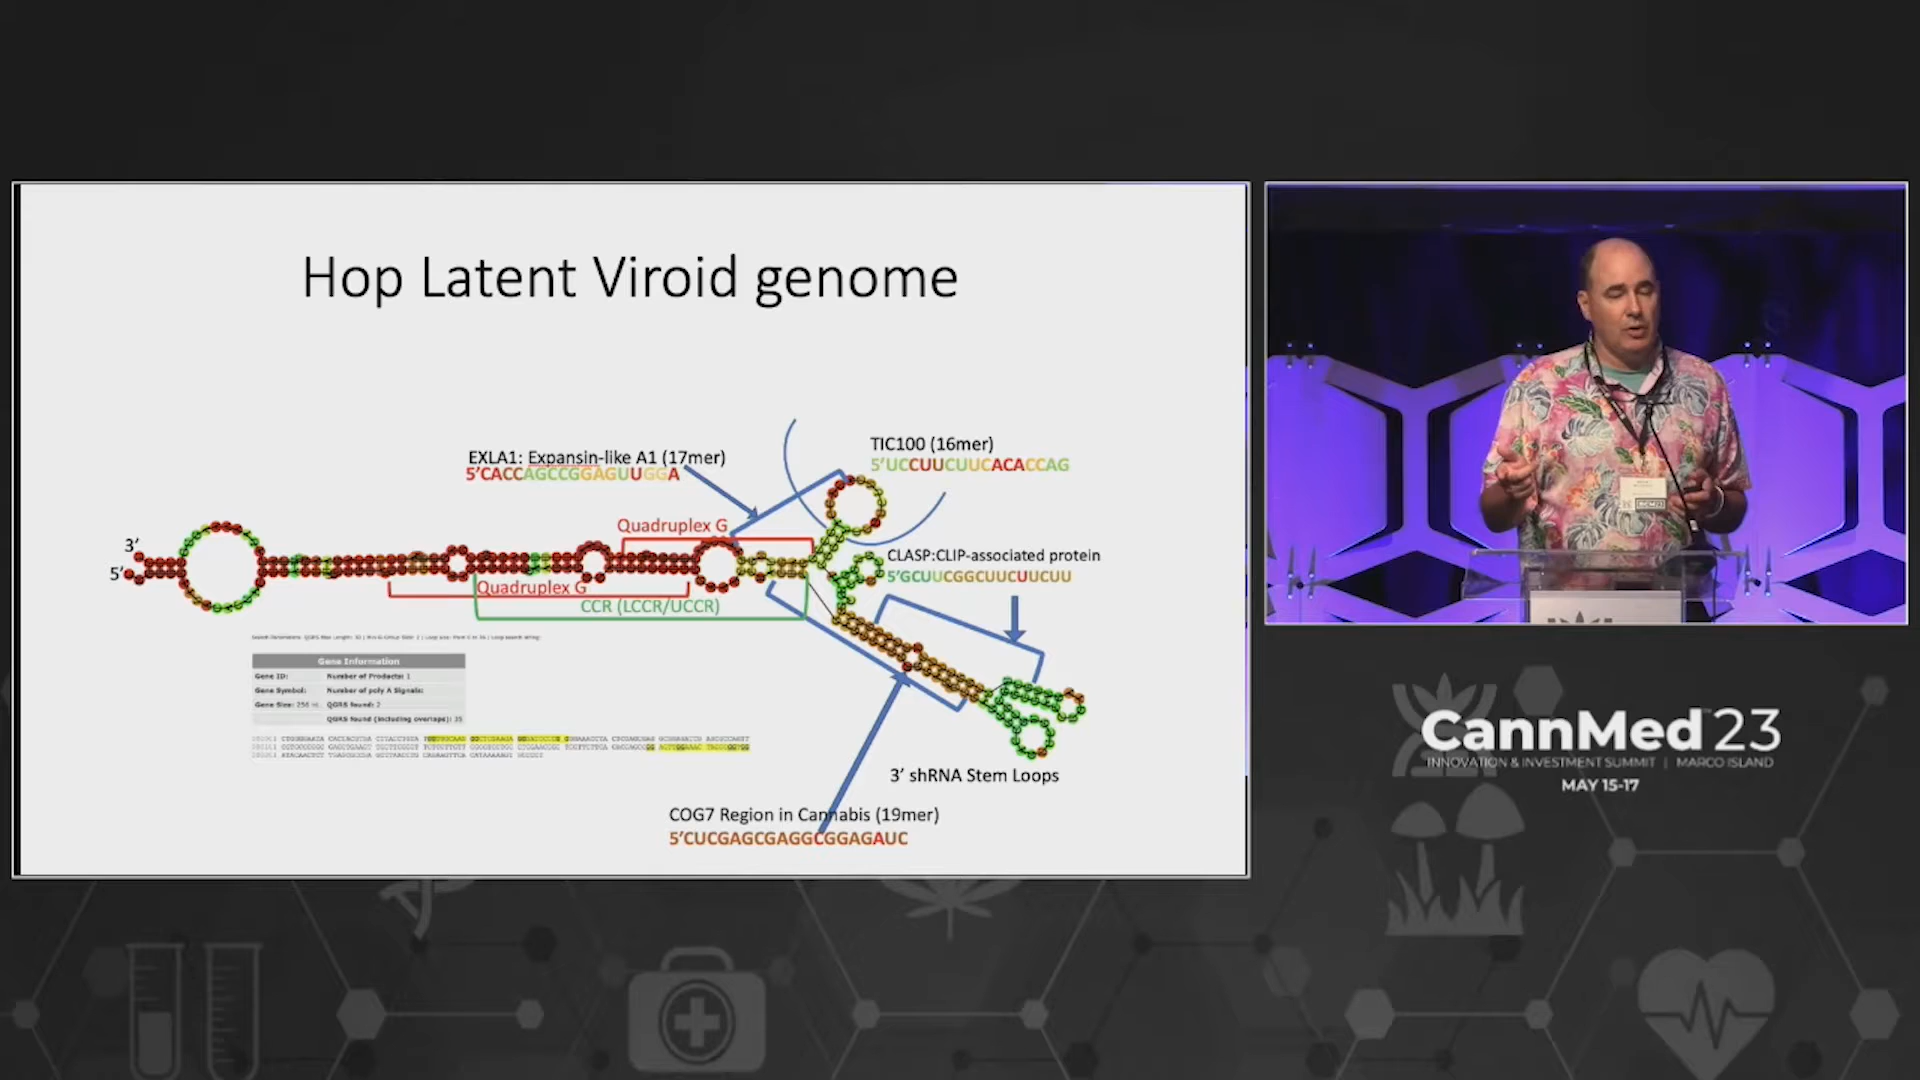 Hop Latent Viroid genome
EXLA1: Expansin-like A1 (17mer)
5'CACCAGCCGGAGUUGGA
TIC100 (16mer)
5'UCCUUCUUCACACCAG
Quadruplex G
3'
5'
CLASP:CLIP-associated protein
5'GCUUCGGCUUCUUCUU
Quadruplex G
CCR (LCCR/UCCR)
Gene Information
Gene ID: Number of Products: 1
Gene Symbol: Number of poly A Signals:
Gene Size: 256 nt. QGRS found: 2
QGRS found (including overlaps): 35
3' shRNA Stem Loops
COG7 Region in Cannabis (19mer)
5'CUCGAGCGAGGCGGAGAUC
CannMed 23
INNOVATION & INVESTMENT SUMMIT | MARCO ISLAND
MAY 15-17